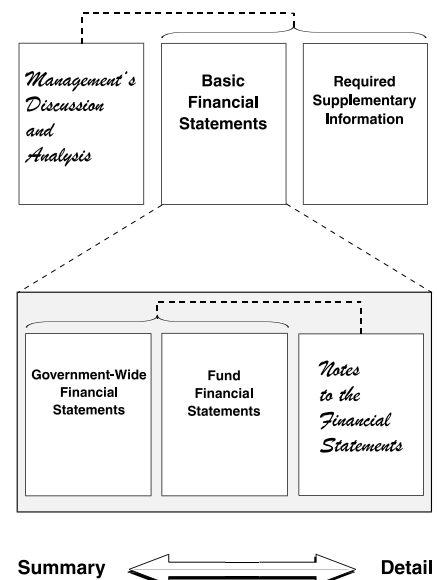 Management's
Discussion
and
Analysis
Basic
Financial
Statements
Required
Supplementary
Information
Government-Wide
Financial
Statements
Fund
Financial
Statements
Notes
to the
Financial
Statements
Summary
Detail